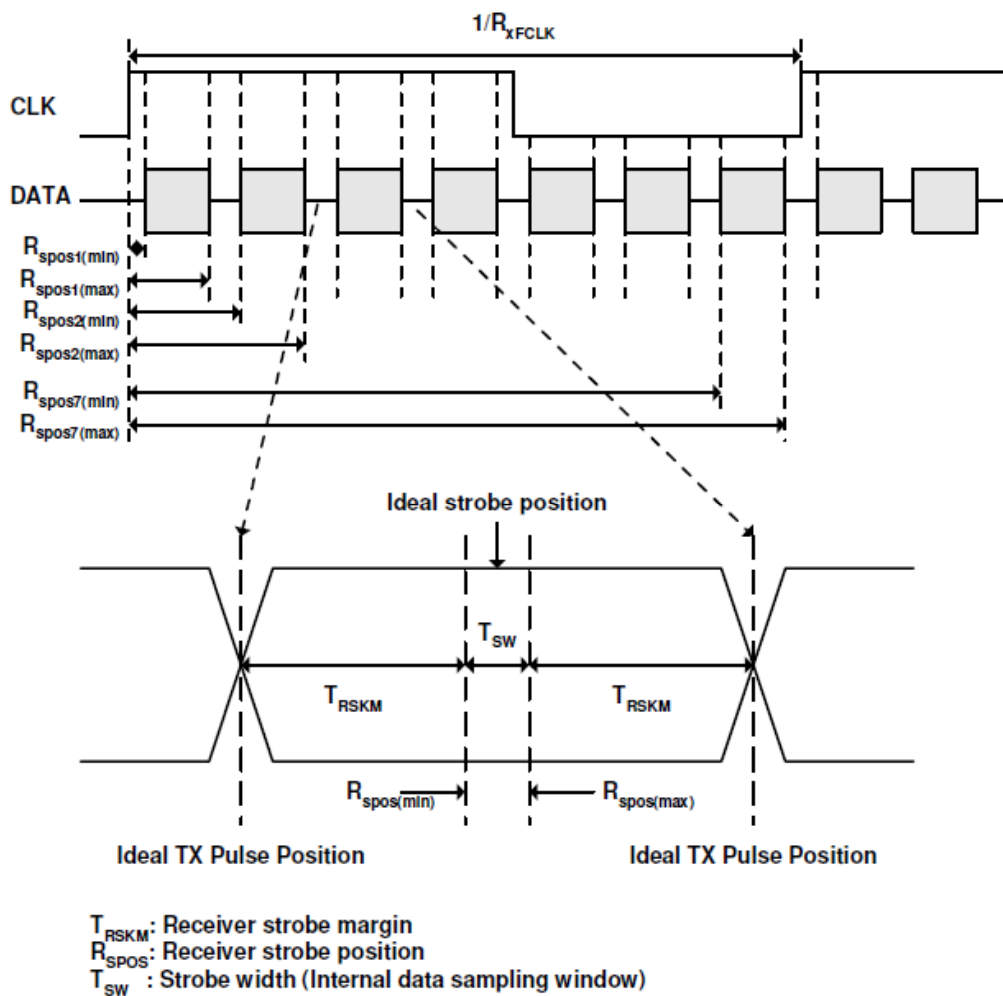 1/RxFCLK
CLK
DATA
Rspos1(min)
Rspos1(max)
Rspos2(min)
Rspos2(max)
Rspos7(min)
Rspos7(max)
Ideal strobe position
TSW
TRSKM TRSKM
Rspos(min) Rspos(max)
Ideal TX Pulse Position Ideal TX Pulse Position
TRSKM: Receiver strobe margin
RSPOS: Receiver strobe position
TSW : Strobe width (Internal data sampling window)